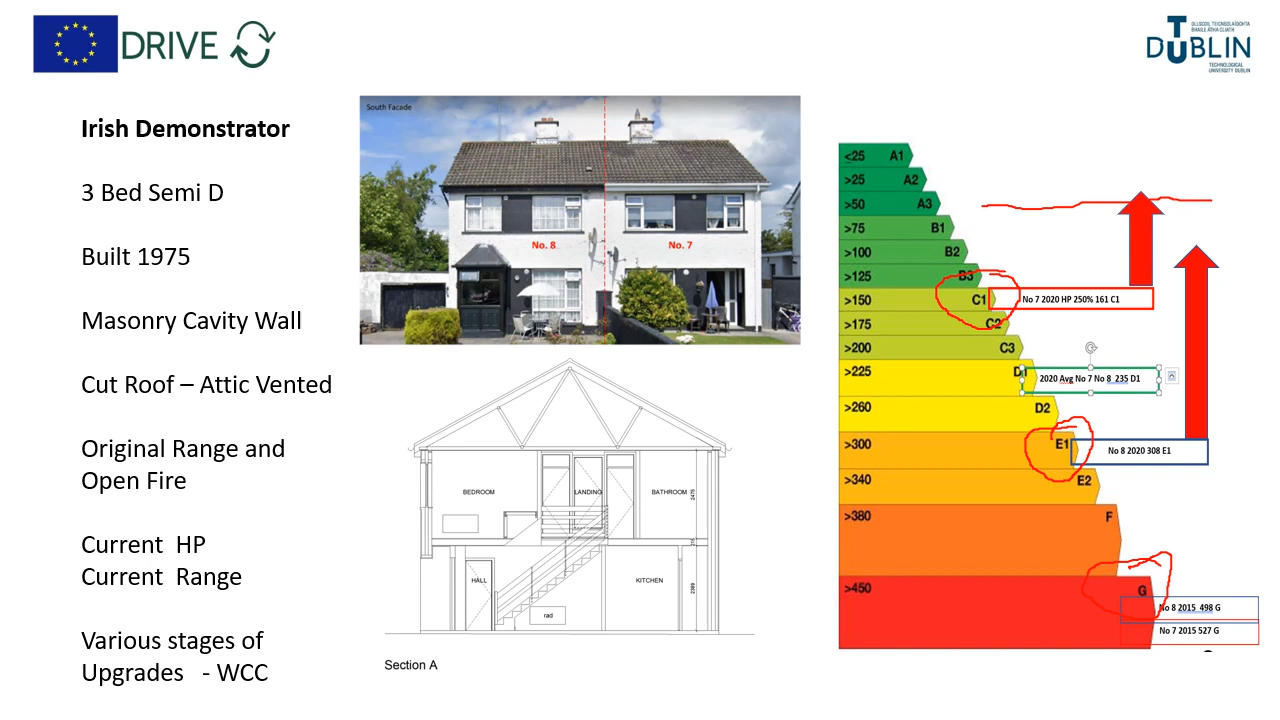 DRIVE
OLLSCOIL TEICNEOLAÍOCHTA
BHAILE ÁTHA CLIATH
TU DUBLIN
TECHNOLOGICAL
UNIVERSITY DUBLIN
Irish Demonstrator
3 Bed Semi D
Built 1975
Masonry Cavity Wall
Cut Roof – Attic Vented
Original Range and
Open Fire
Current  HP
Current  Range
Various stages of
Upgrades   - WCC
South Facade
No. 8
No. 7
BEDROOM
LANDING
BATHROOM
2475
HALL
KITCHEN
rad
Section A
<25 A1
>25 A2
>50 A3
>75 B1
>100 B2
>125 B3
>150 C1
No 7 2020 HP 250% 161 C1
>175 C2
>200 C3
>225 D1
2020 Avg No 7 No 8  235 D1
>260 D2
>300 E1
No 8 2020 308 E1
>340 E2
>380 F
>450 G
No 8 2015  498 G
No 7 2015 527 G